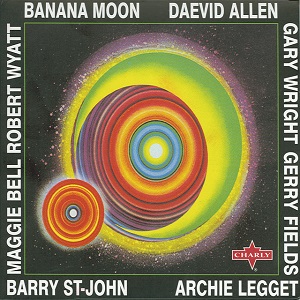 BANANA MOON DAEVID ALLEN
MAGGIE BELL ROBERT WYATT
GARY WRIGHT GERRY FIELDS
CHARLY
BARRY ST-JOHN ARCHIE LEGGET